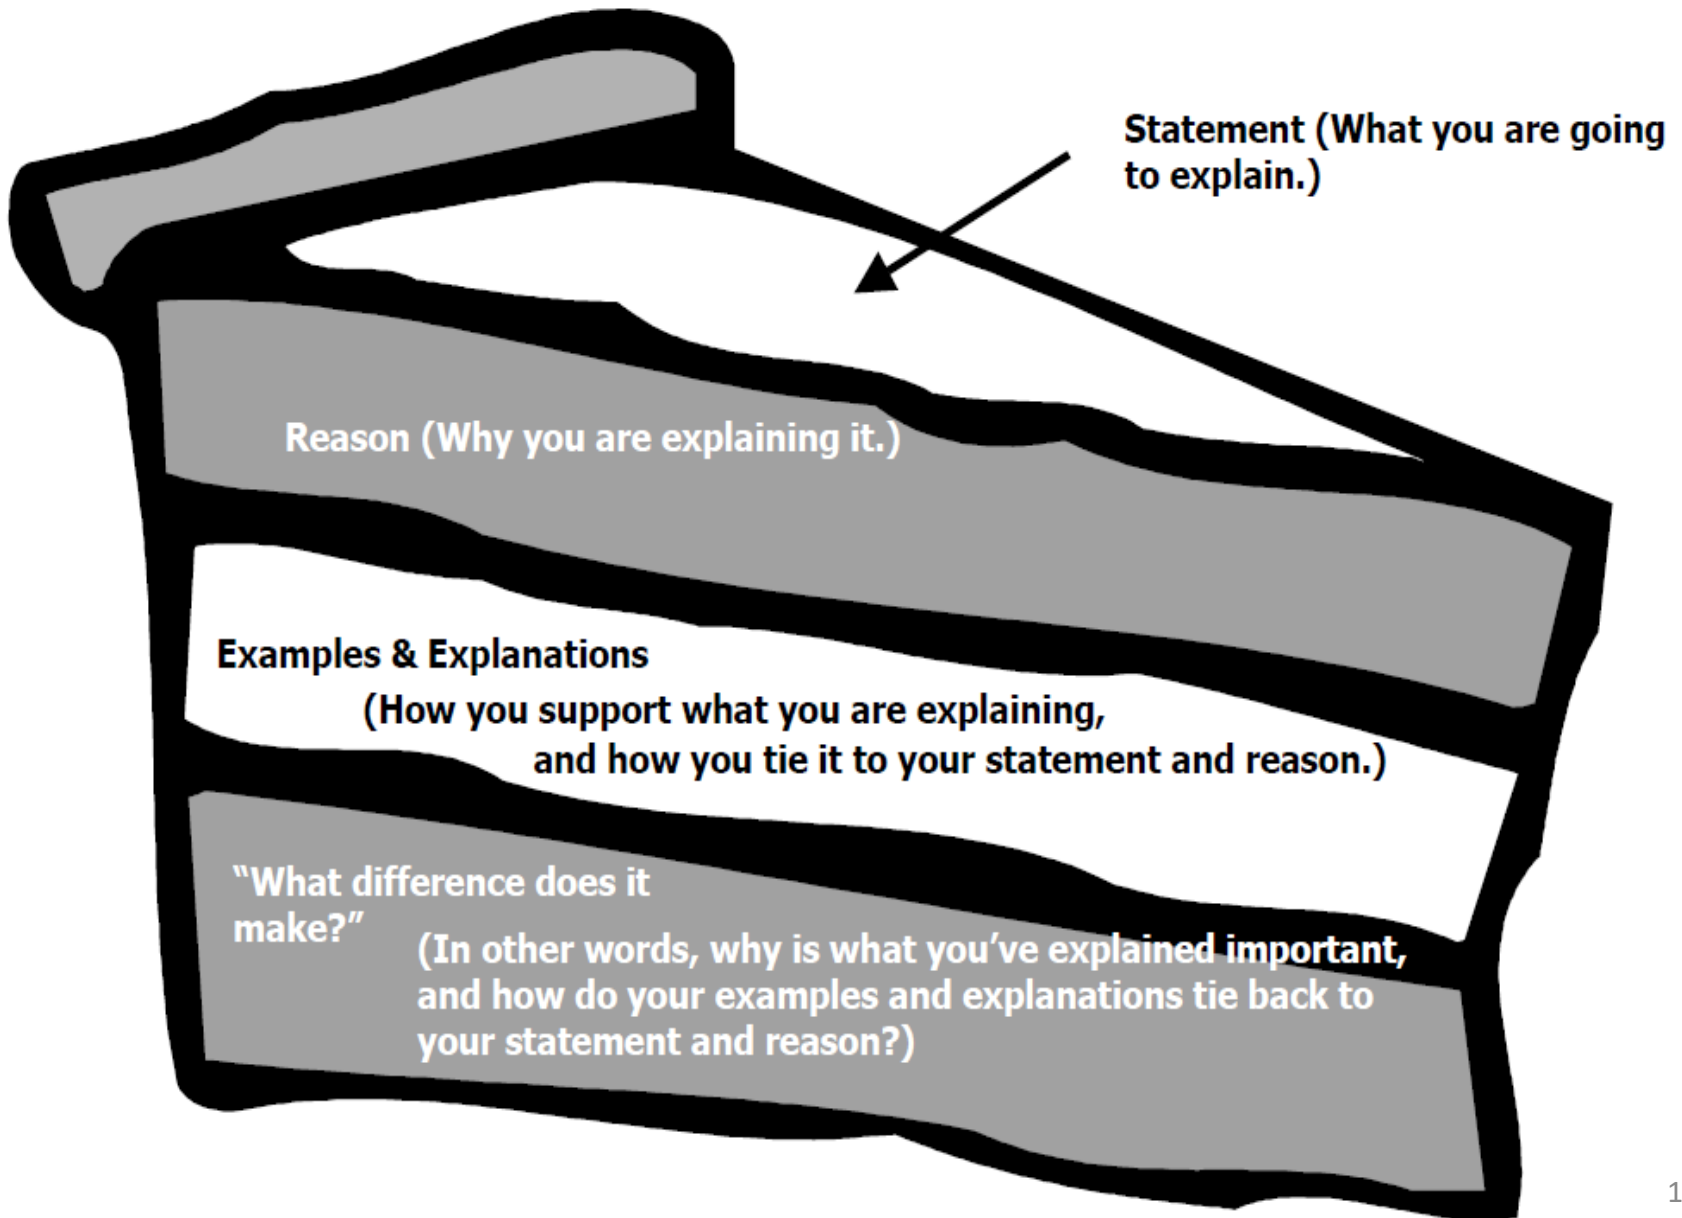 Statement (What you are going
to explain.)
Reason (Why you are explaining it.)
Examples & Explanations
(How you support what you are explaining,
and how you tie it to your statement and reason.)
“What difference does it
make?”
(In other words, why is what you’ve explained important,
and how do your examples and explanations tie back to
your statement and reason?)
1